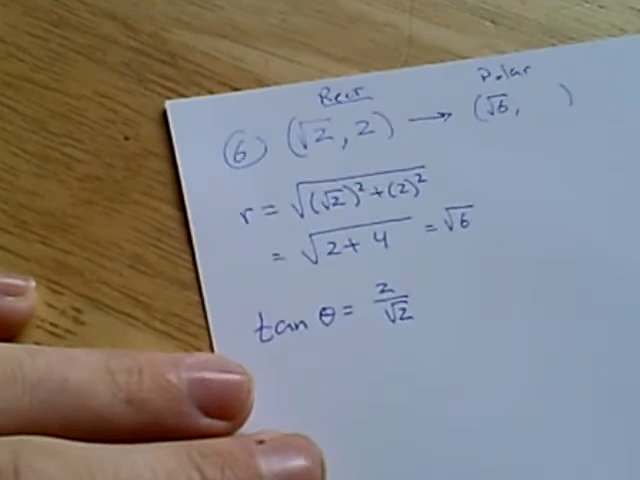 Rect Polar
⑥ (√2, 2) → (√6, )
r = √((√2)² + (2)²)
= √(2 + 4) = √6
tan θ = 2/√2